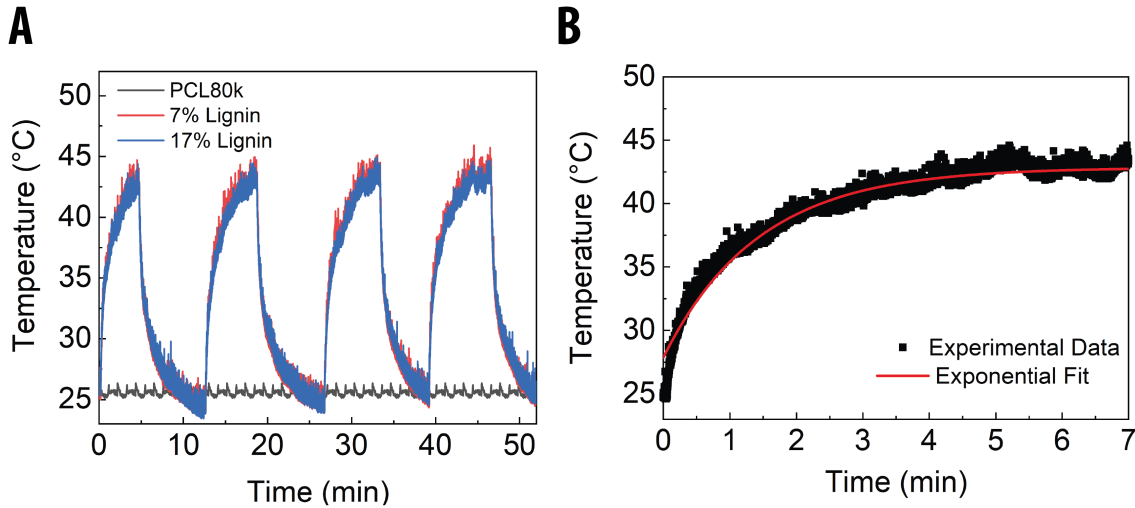 A
B
PCL80k
7% Lignin
17% Lignin
Temperature (°C)
50
45
40
35
30
25
0
10
20
30
40
50
Time (min)
Temperature (°C)
50
45
40
35
30
25
Experimental Data
Exponential Fit
0
1
2
3
4
5
6
7
Time (min)